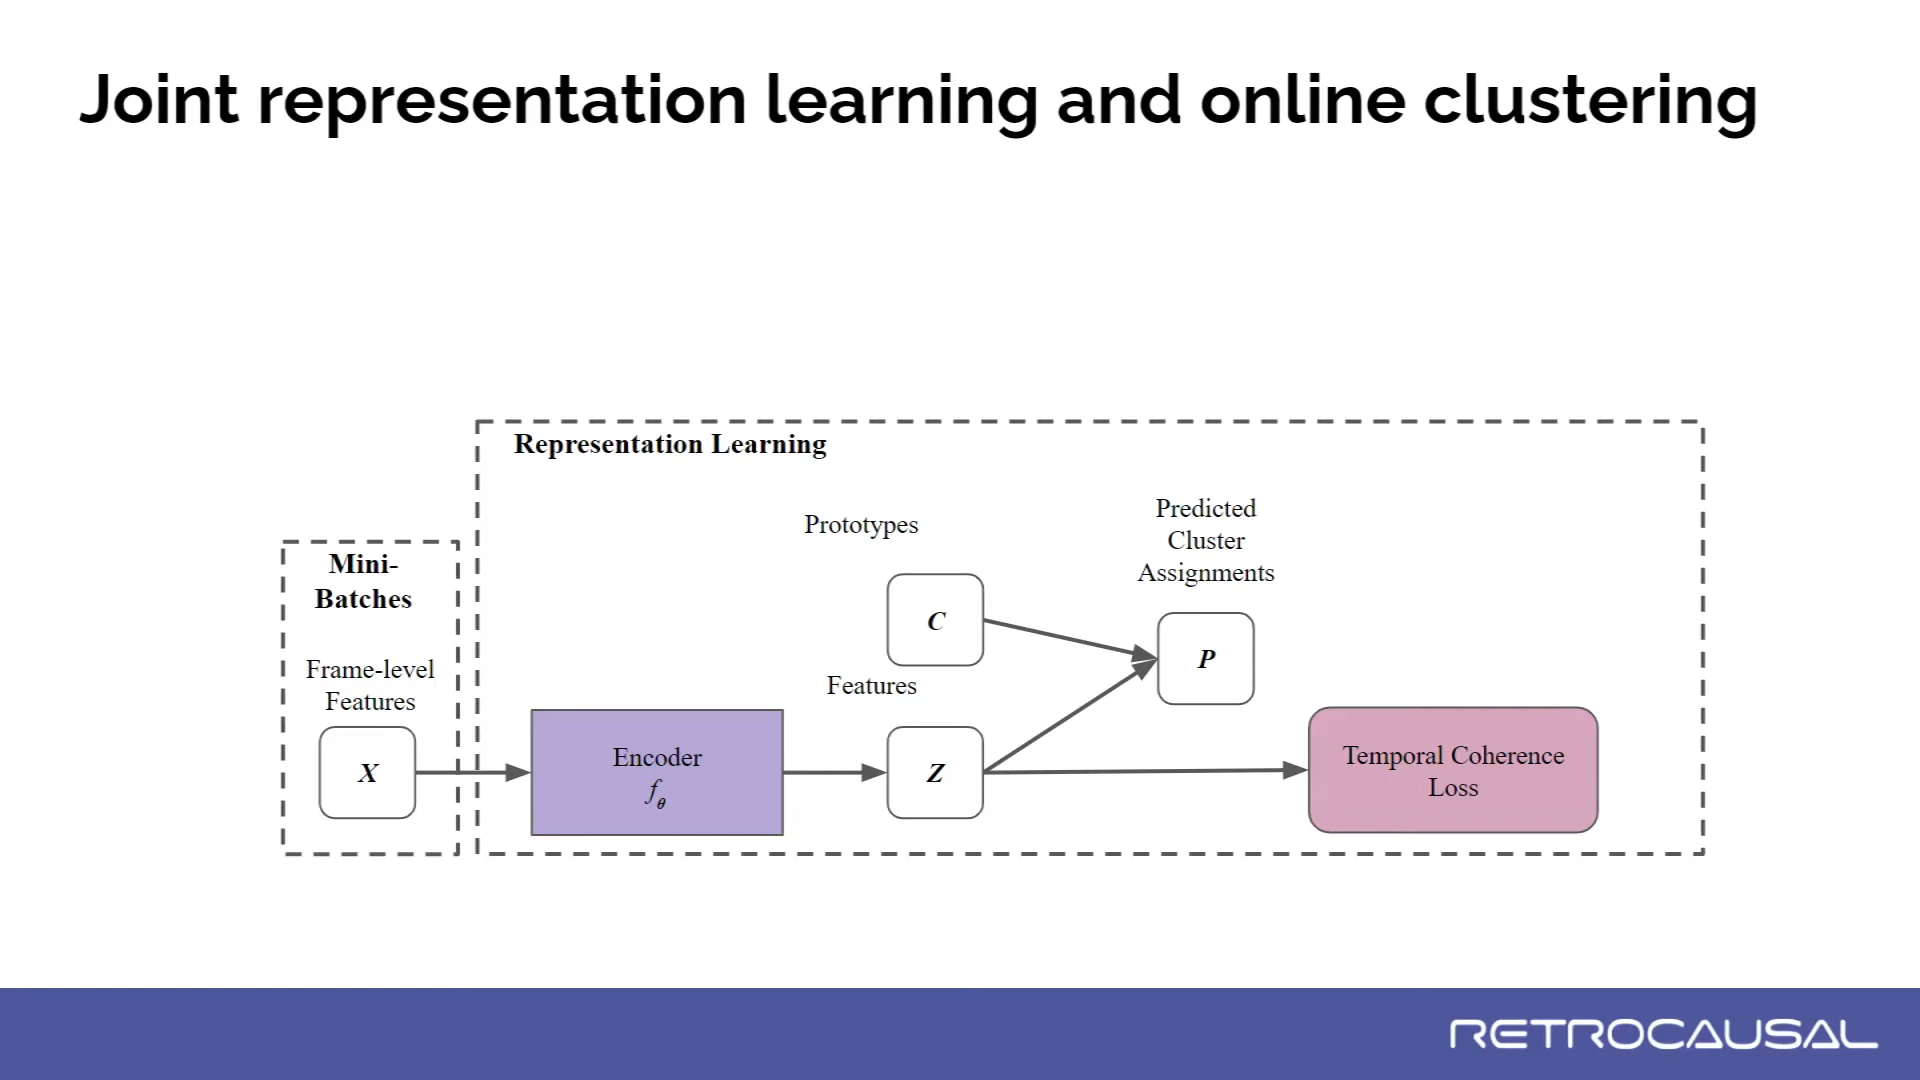 Joint representation learning and online clustering
Representation Learning
Prototypes
Predicted
Cluster
Assignments
Mini-
Batches
C
P
Frame-level
Features
Features
X
Encoder
fθ
Z
Temporal Coherence
Loss
RETROCAUSAL